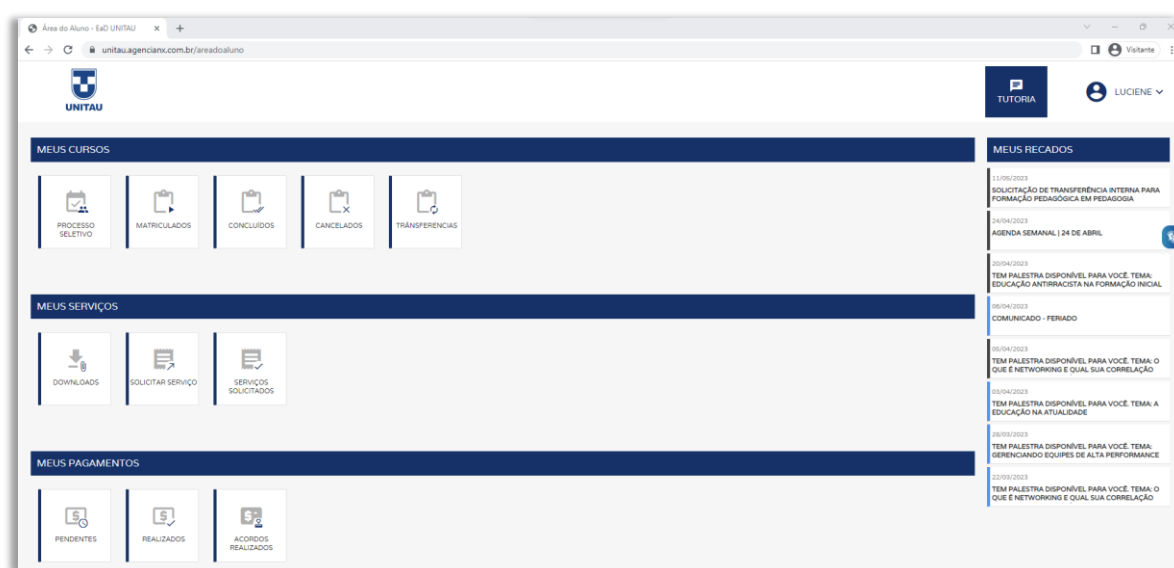 Área do Aluno - EaD UNITAU
unitau.agencianx.com.br/areadoaluno
Visitante
UNITAU
TUTORIA
LUCIENE
MEUS CURSOS
PROCESSO
SELETIVO
MATRICULADOS
CONCLUÍDOS
CANCELADOS
TRÂNSFERENCIAS
MEUS SERVIÇOS
DOWNLOADS
SOLICITAR SERVIÇO
SERVIÇOS
SOLICITADOS
MEUS PAGAMENTOS
PENDENTES
REALIZADOS
ACORDOS
REALIZADOS
MEUS RECADOS
11/05/2023
SOLICITAÇÃO DE TRANSFERÊNCIA INTERNA PARA
FORMAÇÃO PEDAGÓGICA EM PEDAGOGIA
24/04/2023
AGENDA SEMANAL | 24 DE ABRIL
20/04/2023
TEM PALESTRA DISPONÍVEL PARA VOCÊ. TEMA:
EDUCAÇÃO ANTIRRACISTA NA FORMAÇÃO INICIAL
06/04/2023
COMUNICADO - FERIADO
05/04/2023
TEM PALESTRA DISPONÍVEL PARA VOCÊ. TEMA: O
QUE É NETWORKING E QUAL SUA CORRELAÇÃO
03/04/2023
TEM PALESTRA DISPONÍVEL PARA VOCÊ. TEMA: A
EDUCAÇÃO NA ATUALIDADE
28/03/2023
TEM PALESTRA DISPONÍVEL PARA VOCÊ. TEMA:
GERENCIANDO EQUIPES DE ALTA PERFORMANCE
22/03/2023
TEM PALESTRA DISPONÍVEL PARA VOCÊ. TEMA: O
QUE É NETWORKING E QUAL SUA CORRELAÇÃO